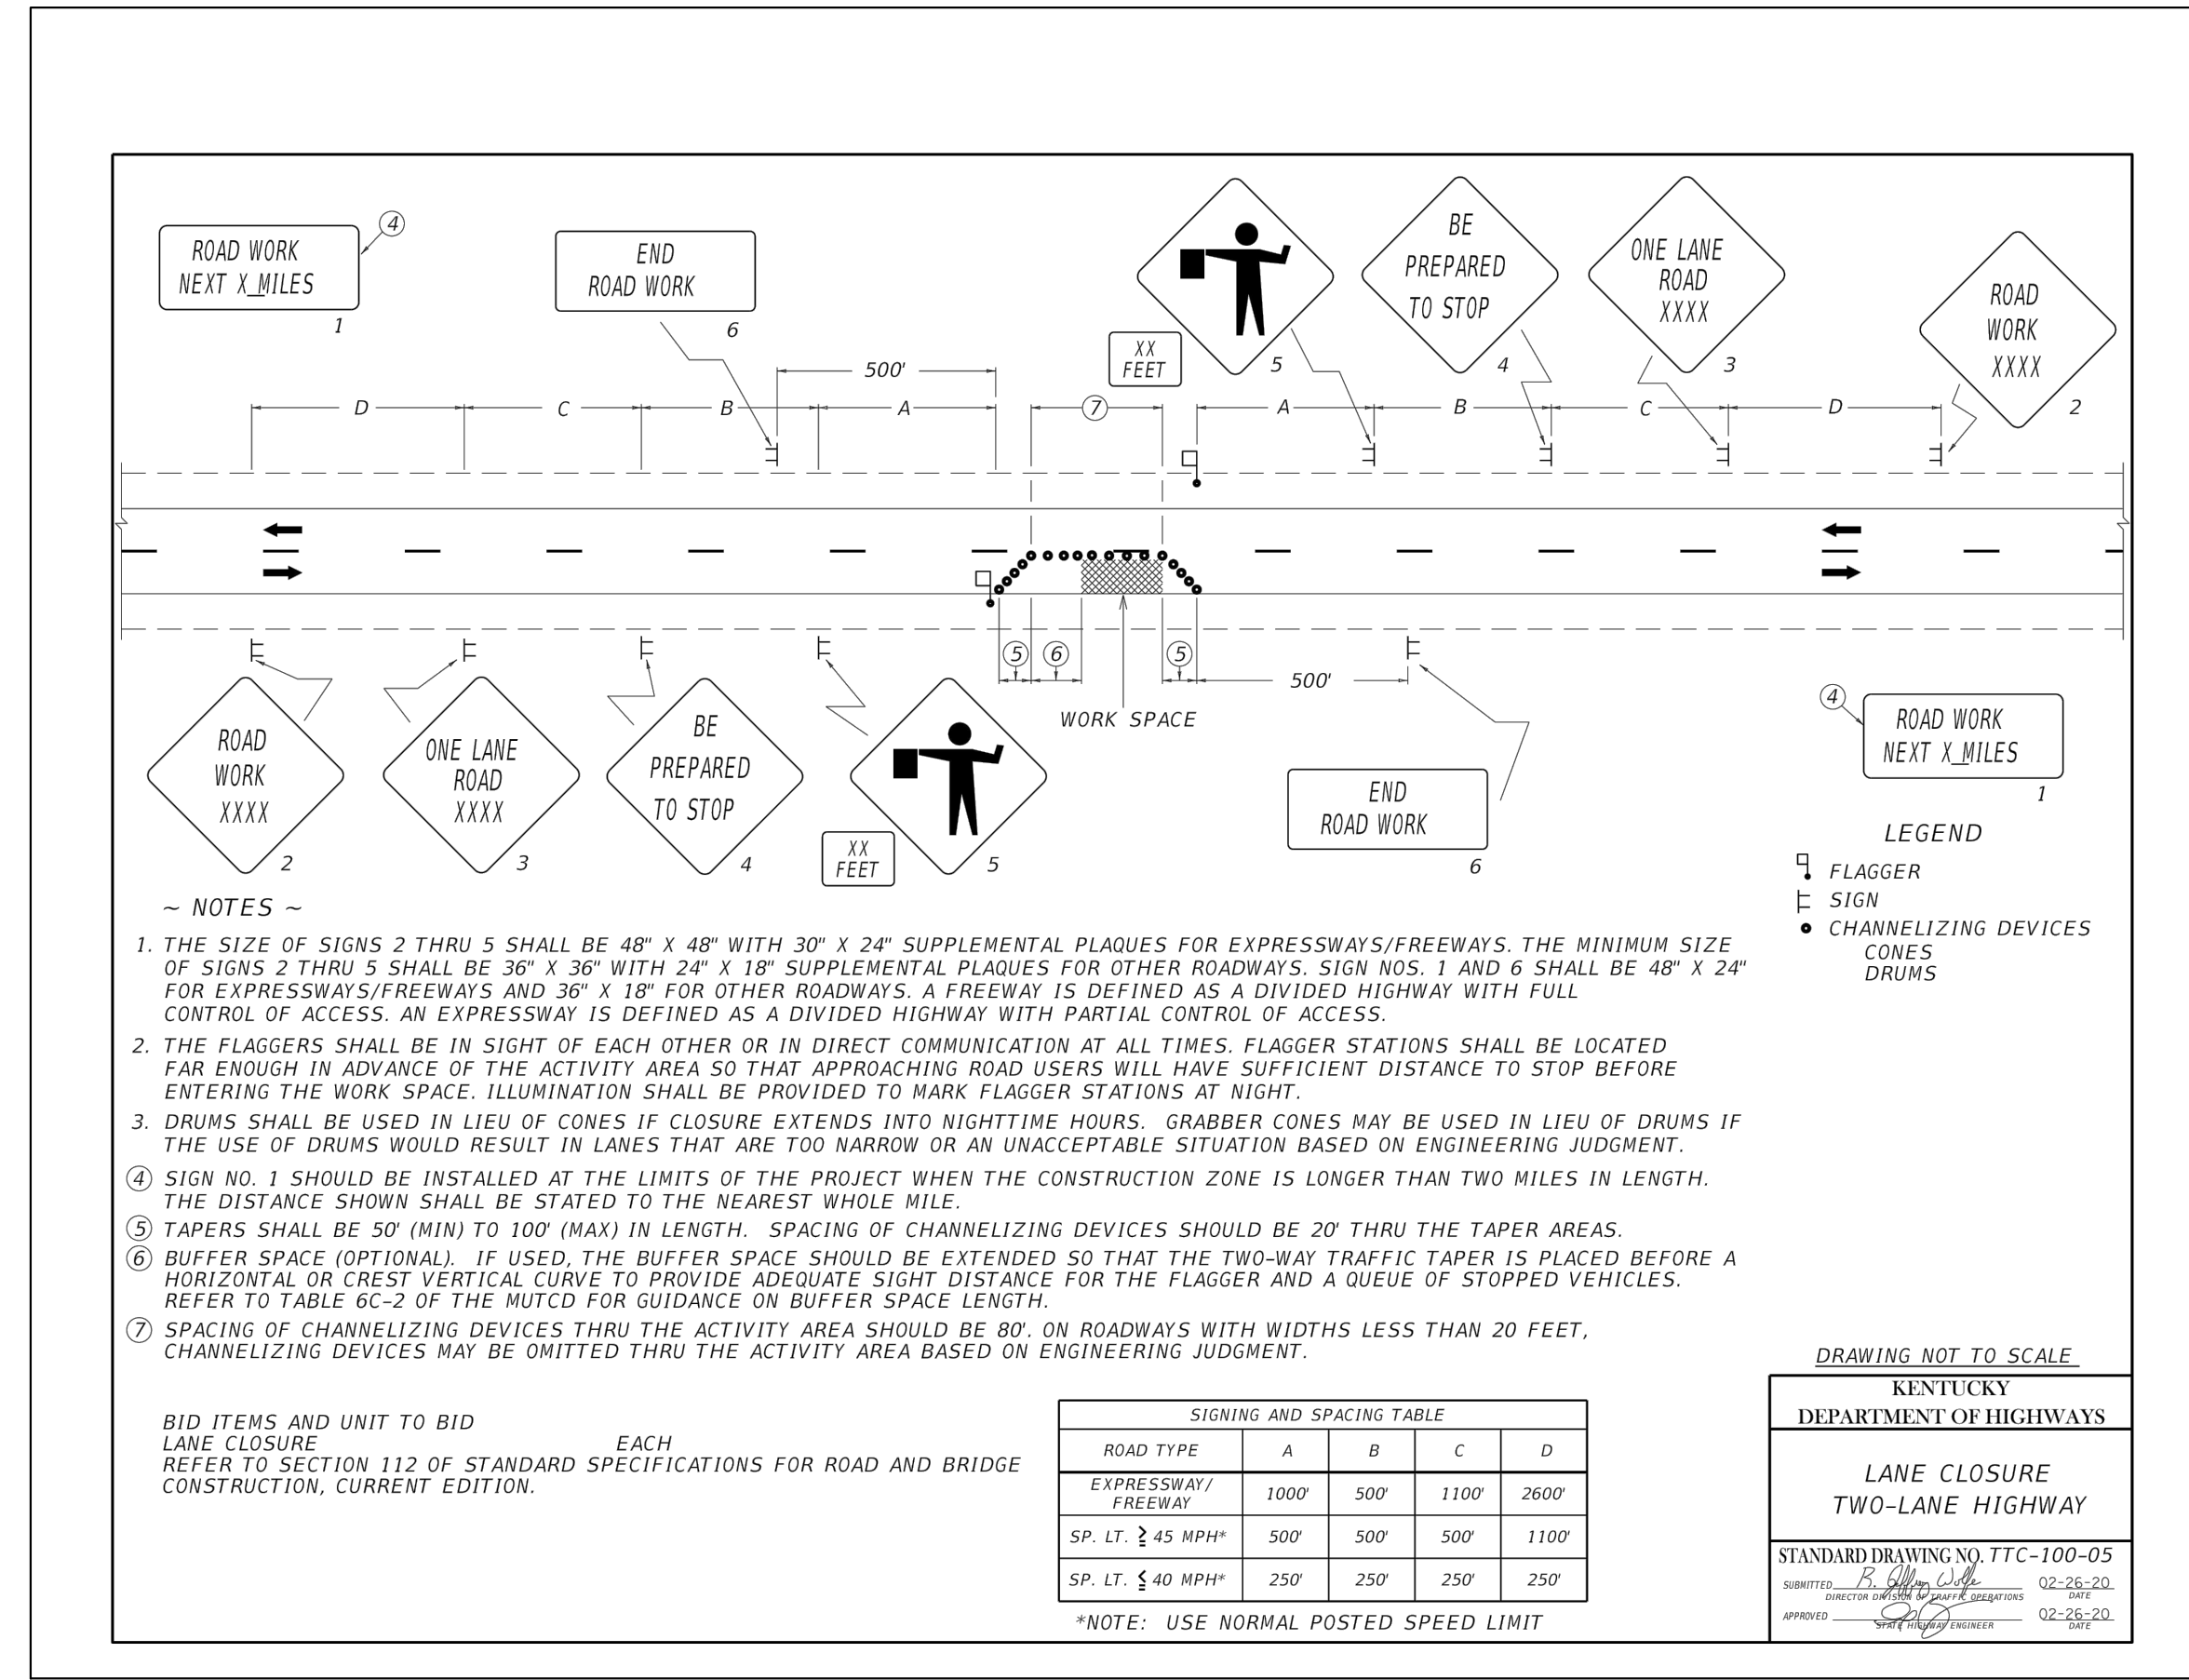 ROAD WORK
NEXT X_MILES
1
4
END
ROAD WORK
6
XX
FEET
5
BE
PREPARED
TO STOP
4
ONE LANE
ROAD
XXXX
3
ROAD
WORK
XXXX
2
500'
D
C
B
A
7
A
B
C
D
5
6
5
500'
WORK SPACE
ROAD
WORK
XXXX
2
ONE LANE
ROAD
XXXX
3
BE
PREPARED
TO STOP
4
XX
FEET
5
END
ROAD WORK
6
4
ROAD WORK
NEXT X_MILES
1
LEGEND
FLAGGER
SIGN
CHANNELIZING DEVICES
CONES
DRUMS
~ NOTES ~
1. THE SIZE OF SIGNS 2 THRU 5 SHALL BE 48" X 48" WITH 30" X 24" SUPPLEMENTAL PLAQUES FOR EXPRESSWAYS/FREEWAYS. THE MINIMUM SIZE
OF SIGNS 2 THRU 5 SHALL BE 36" X 36" WITH 24" X 18" SUPPLEMENTAL PLAQUES FOR OTHER ROADWAYS. SIGN NOS. 1 AND 6 SHALL BE 48" X 24"
FOR EXPRESSWAYS/FREEWAYS AND 36" X 18" FOR OTHER ROADWAYS. A FREEWAY IS DEFINED AS A DIVIDED HIGHWAY WITH FULL
CONTROL OF ACCESS. AN EXPRESSWAY IS DEFINED AS A DIVIDED HIGHWAY WITH PARTIAL CONTROL OF ACCESS.
2. THE FLAGGERS SHALL BE IN SIGHT OF EACH OTHER OR IN DIRECT COMMUNICATION AT ALL TIMES. FLAGGER STATIONS SHALL BE LOCATED
FAR ENOUGH IN ADVANCE OF THE ACTIVITY AREA SO THAT APPROACHING ROAD USERS WILL HAVE SUFFICIENT DISTANCE TO STOP BEFORE
ENTERING THE WORK SPACE. ILLUMINATION SHALL BE PROVIDED TO MARK FLAGGER STATIONS AT NIGHT.
3. DRUMS SHALL BE USED IN LIEU OF CONES IF CLOSURE EXTENDS INTO NIGHTTIME HOURS. GRABBER CONES MAY BE USED IN LIEU OF DRUMS IF
THE USE OF DRUMS WOULD RESULT IN LANES THAT ARE TOO NARROW OR AN UNACCEPTABLE SITUATION BASED ON ENGINEERING JUDGMENT.
4 SIGN NO. 1 SHOULD BE INSTALLED AT THE LIMITS OF THE PROJECT WHEN THE CONSTRUCTION ZONE IS LONGER THAN TWO MILES IN LENGTH.
THE DISTANCE SHOWN SHALL BE STATED TO THE NEAREST WHOLE MILE.
5 TAPERS SHALL BE 50' (MIN) TO 100' (MAX) IN LENGTH. SPACING OF CHANNELIZING DEVICES SHOULD BE 20' THRU THE TAPER AREAS.
6 BUFFER SPACE (OPTIONAL). IF USED, THE BUFFER SPACE SHOULD BE EXTENDED SO THAT THE TWO-WAY TRAFFIC TAPER IS PLACED BEFORE A
HORIZONTAL OR CREST VERTICAL CURVE TO PROVIDE ADEQUATE SIGHT DISTANCE FOR THE FLAGGER AND A QUEUE OF STOPPED VEHICLES.
REFER TO TABLE 6C-2 OF THE MUTCD FOR GUIDANCE ON BUFFER SPACE LENGTH.
7 SPACING OF CHANNELIZING DEVICES THRU THE ACTIVITY AREA SHOULD BE 80'. ON ROADWAYS WITH WIDTHS LESS THAN 20 FEET,
CHANNELIZING DEVICES MAY BE OMITTED THRU THE ACTIVITY AREA BASED ON ENGINEERING JUDGMENT.
BID ITEMS AND UNIT TO BID
LANE CLOSURE EACH
REFER TO SECTION 112 OF STANDARD SPECIFICATIONS FOR ROAD AND BRIDGE
CONSTRUCTION, CURRENT EDITION.
SIGNING AND SPACING TABLE
ROAD TYPE A B C D
EXPRESSWAY/
FREEWAY 1000' 500' 1100' 2600'
SP. LT. ≧ 45 MPH* 500' 500' 500' 1100'
SP. LT. ≦ 40 MPH* 250' 250' 250' 250'
*NOTE: USE NORMAL POSTED SPEED LIMIT
DRAWING NOT TO SCALE
KENTUCKY
DEPARTMENT OF HIGHWAYS
LANE CLOSURE
TWO-LANE HIGHWAY
STANDARD DRAWING NO. TTC-100-05
SUBMITTED R. Jeffrey Wolfe 02-26-20
DIRECTOR DIVISION OF TRAFFIC OPERATIONS DATE
APPROVED 02-26-20
STATE HIGHWAY ENGINEER DATE